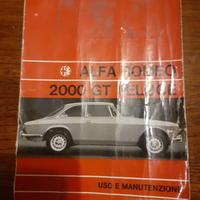 ALFA ROMEO
2000 GT VELOCE
USO E MANUTENZIONE